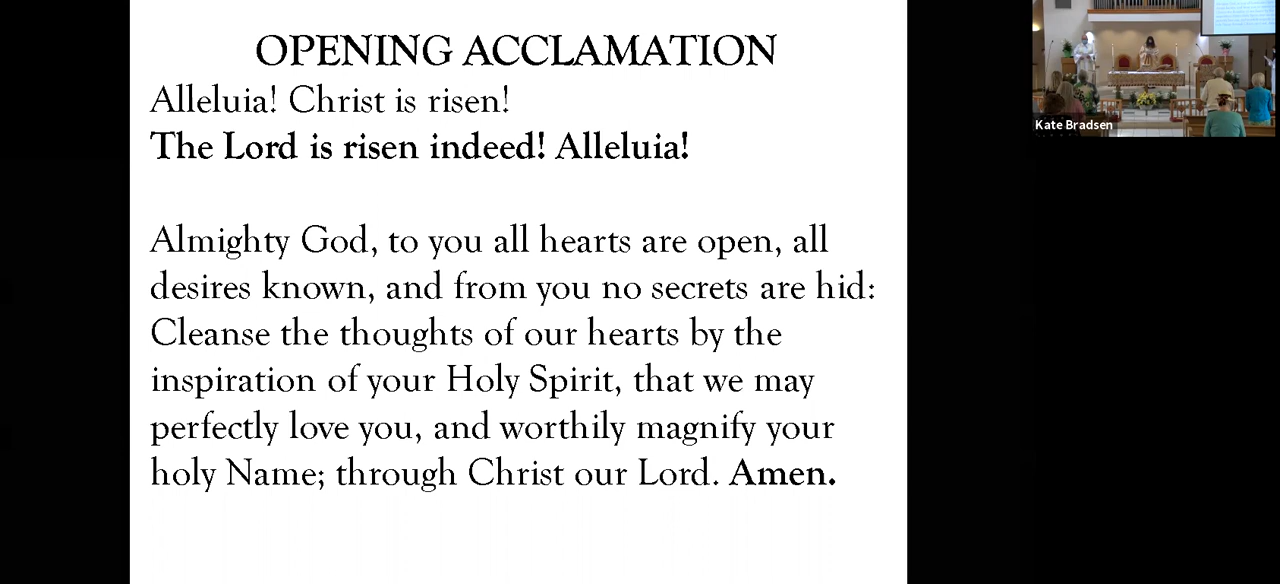 OPENING ACCLAMATION
Alleluia! Christ is risen!
The Lord is risen indeed! Alleluia!
Almighty God, to you all hearts are open, all
desires known, and from you no secrets are hid:
Cleanse the thoughts of our hearts by the
inspiration of your Holy Spirit, that we may
perfectly love you, and worthily magnify your
holy Name; through Christ our Lord. Amen.
Kate Bradsen